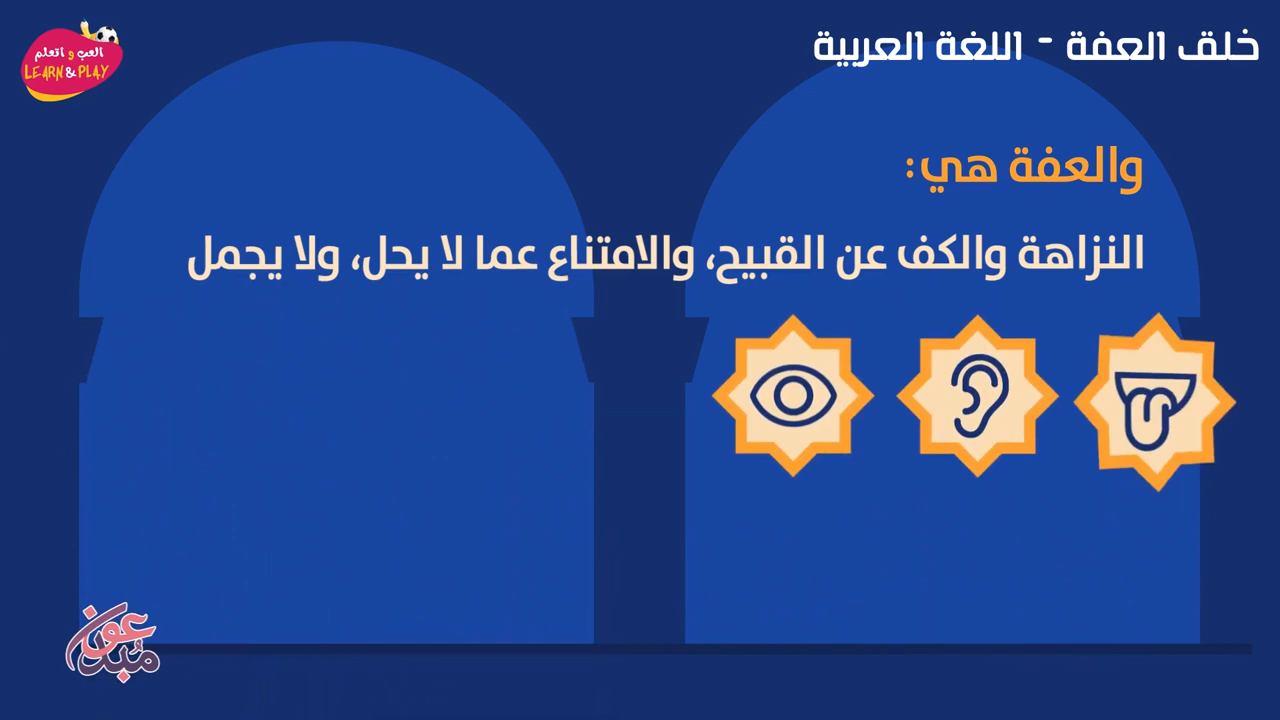 خلق العفة - اللغة العربية
العب و اتعلم
LEARN & PLAY
والعفة هي:
النزاهة والكف عن القبيح، والامتناع عما لا يحل، ولا يجمل
مبدعون